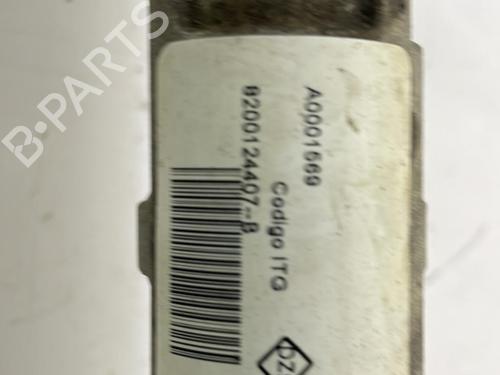 A0001569
Codigo ITG
8200124407-B
B-PARTS